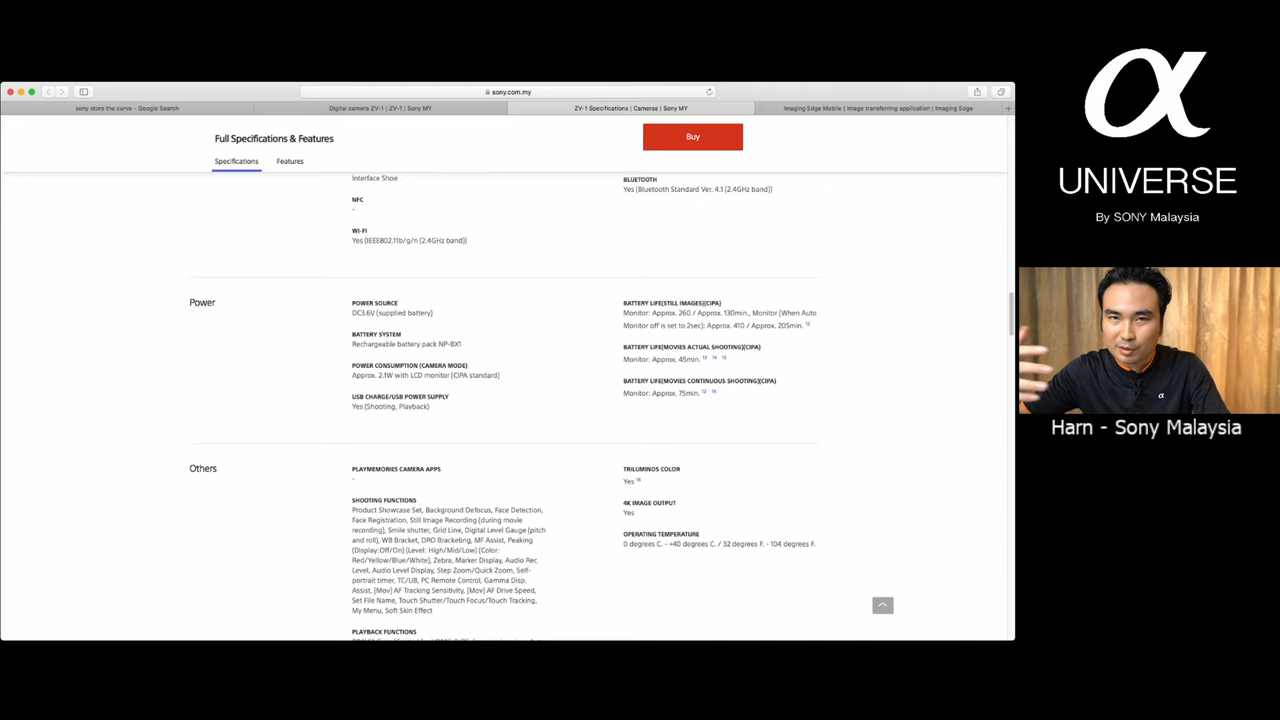 sony.com.my
sony store the curve - Google Search
Digital camera ZV-1 | ZV-1 | Sony MY
ZV-1 Specifications | Cameras | Sony MY
Imaging Edge Mobile | Image transferring application | Imaging Edge
Full Specifications & Features
Buy
Specifications
Features
Interface Shoe
NFC
-
WI-FI
Yes (IEEE802.11b/g/n (2.4GHz band))
BLUETOOTH
Yes (Bluetooth Standard Ver. 4.1 (2.4GHz band))
Power
POWER SOURCE
DC3.6V (supplied battery)
BATTERY SYSTEM
Rechargeable battery pack NP-BX1
POWER CONSUMPTION (CAMERA MODE)
Approx. 2.1W with LCD monitor (CIPA standard)
USB CHARGE/USB POWER SUPPLY
Yes (Shooting, Playback)
BATTERY LIFE(STILL IMAGES)(CIPA)
Monitor: Approx. 260 / Approx. 130min., Monitor (When Auto
Monitor off is set to 2sec): Approx. 410 / Approx. 205min. 12
BATTERY LIFE(MOVIES ACTUAL SHOOTING)(CIPA)
Monitor: Approx. 45min. 13 14 15
BATTERY LIFE(MOVIES CONTINUOUS SHOOTING)(CIPA)
Monitor: Approx. 75min. 12 14
Others
PLAYMEMORIES CAMERA APPS
-
SHOOTING FUNCTIONS
Product Showcase Set, Background Defocus, Face Detection,
Face Registration, Still Image Recording (during movie
recording), Smile shutter, Grid Line, Digital Level Gauge (pitch
and roll), WB Bracket, DRO Bracketing, MF Assist, Peaking
(Display:Off/On) (Level: High/Mid/Low) (Color:
Red/Yellow/Blue/White), Zebra, Marker Display, Audio Rec
Level, Audio Level Display, Step Zoom/Quick Zoom, Self-
portrait timer, TC/UB, PC Remote Control, Gamma Disp.
Assist, [Mov] AF Tracking Sensitivity, [Mov] AF Drive Speed,
Set File Name, Touch Shutter/Touch Focus/Touch Tracking,
My Menu, Soft Skin Effect
PLAYBACK FUNCTIONS
TRILUMINOS COLOR
Yes 16
4K IMAGE OUTPUT
Yes
OPERATING TEMPERATURE
0 degrees C. - +40 degrees C. / 32 degrees F. - 104 degrees F.
α
UNIVERSE
By SONY Malaysia
α
Harn - Sony Malaysia